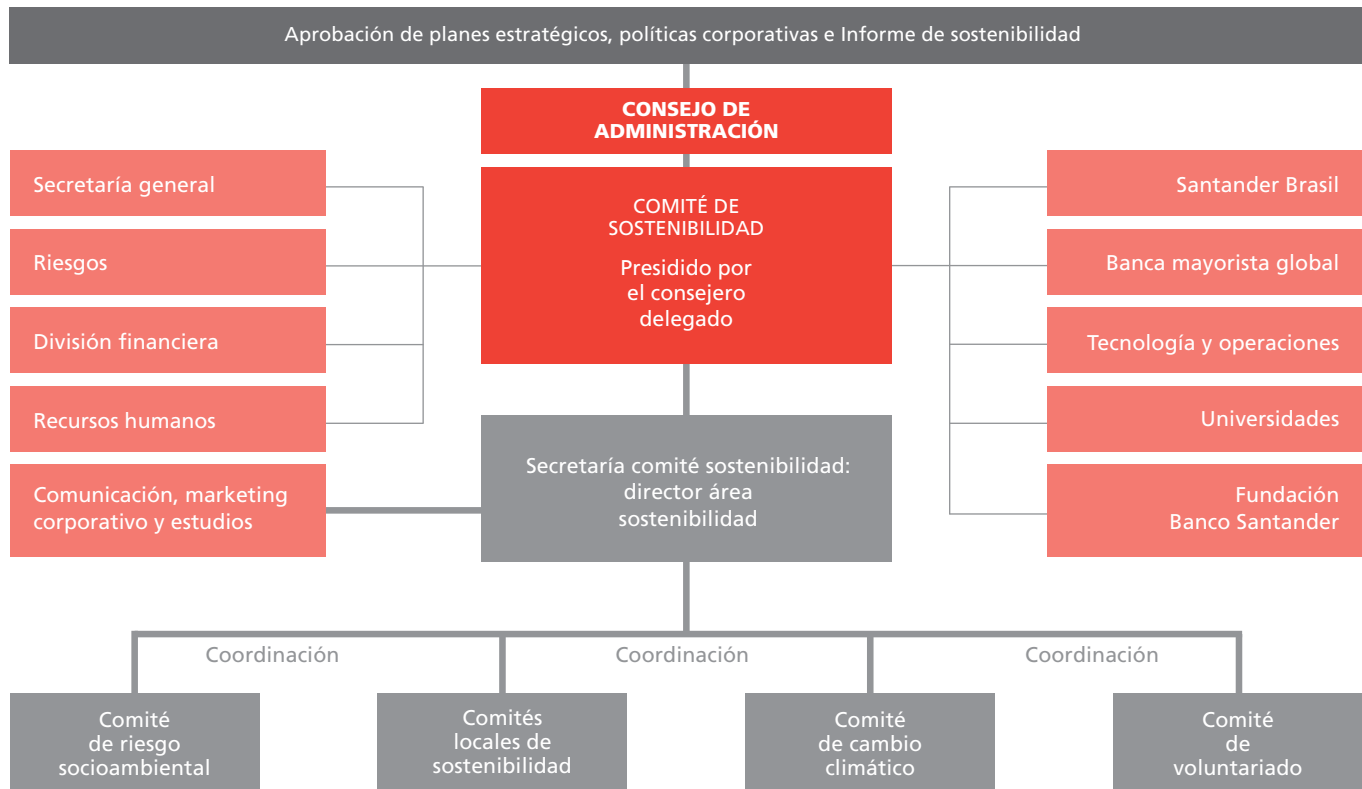 Aprobación de planes estratégicos, políticas corporativas e Informe de sostenibilidad
CONSEJO DE
ADMINISTRACIÓN
COMITÉ DE
SOSTENIBILIDAD
Presidido por
el consejero
delegado
Secretaría general
Riesgos
División financiera
Recursos humanos
Comunicación, marketing
corporativo y estudios
Santander Brasil
Banca mayorista global
Tecnología y operaciones
Universidades
Fundación
Banco Santander
Secretaría comité sostenibilidad:
director área
sostenibilidad
Coordinación
Coordinación
Coordinación
Comité
de riesgo
socioambiental
Comités
locales de
sostenibilidad
Comité
de cambio
climático
Comité
de
voluntariado